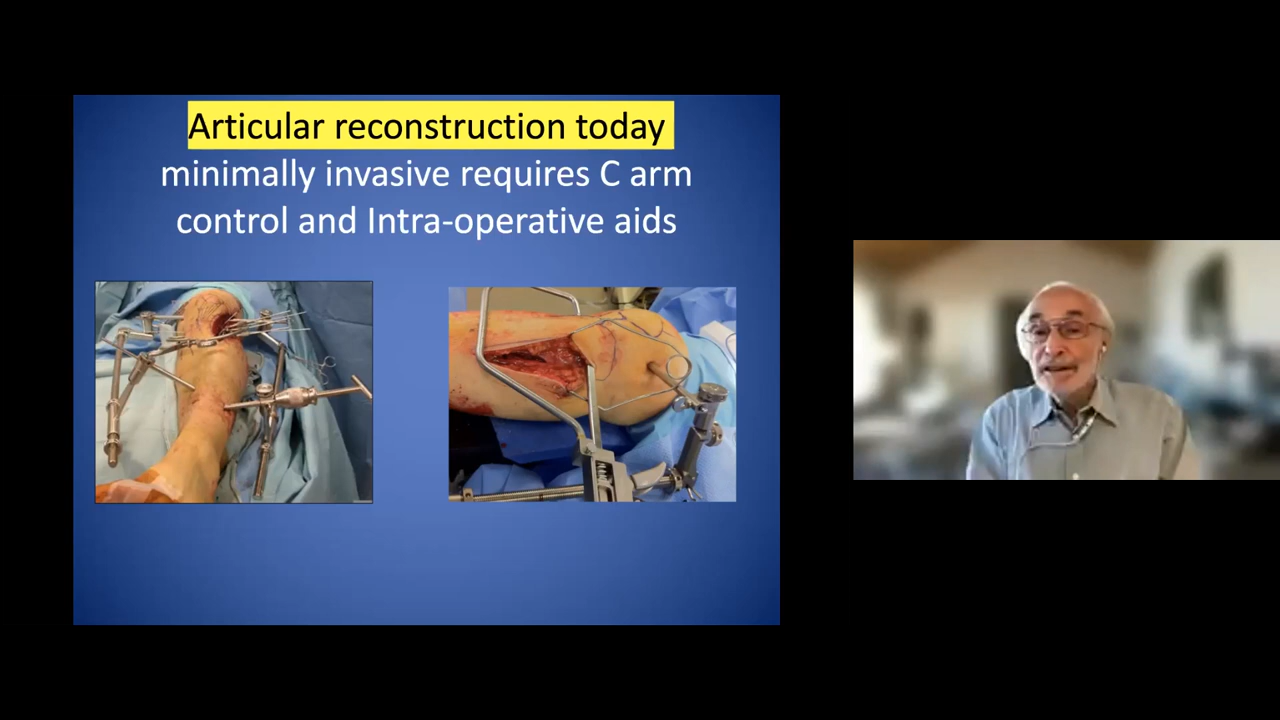 Articular reconstruction today
minimally invasive requires C arm
control and Intra-operative aids